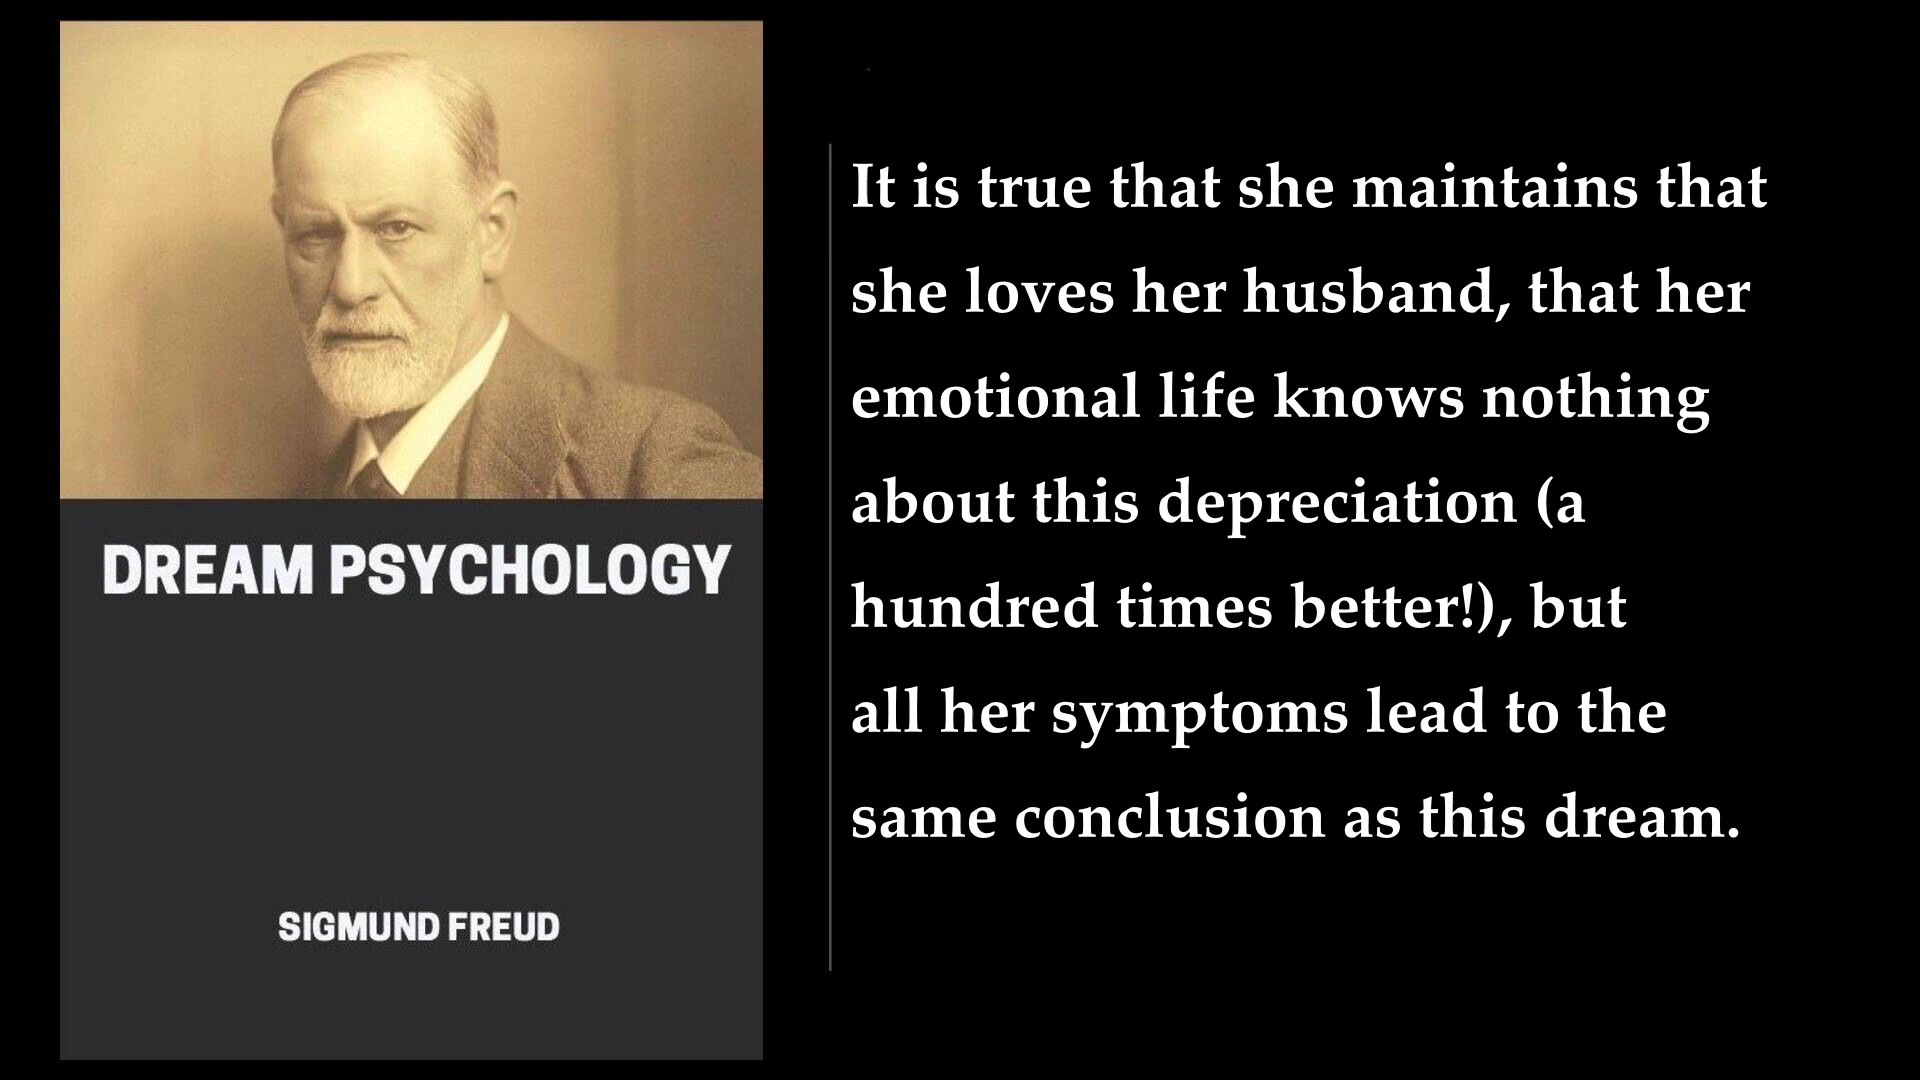 DREAM PSYCHOLOGY
SIGMUND FREUD
It is true that she maintains that
she loves her husband, that her
emotional life knows nothing
about this depreciation (a
hundred times better!), but
all her symptoms lead to the
same conclusion as this dream.